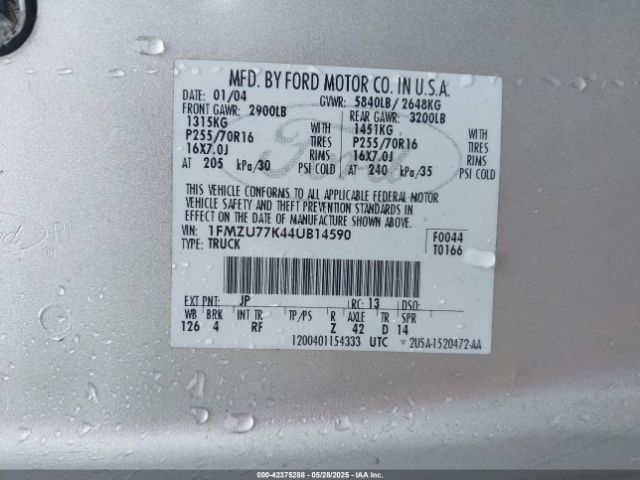 MFD. BY FORD MOTOR CO. IN U.S.A.
DATE: 01/04 GVWR: 5840LB/ 2648KG
FRONT GAWR: 2900LB REAR GAWR: 3200LB
1315KG WITH 1451KG WITH
P255/70R16 TIRES P255/70R16 TIRES
16X7.0J RIMS 16X7.0J RIMS
AT 205 kPa/30 PSI COLD AT 240 kPa/35 PSI COLD
THIS VEHICLE CONFORMS TO ALL APPLICABLE FEDERAL MOTOR
VEHICLE SAFETY AND THEFT PREVENTION STANDARDS IN
EFFECT ON THE DATE OF MANUFACTURE SHOWN ABOVE.
VIN: 1FMZU77K44UB14590 F0044
TYPE: TRUCK T0166
EXT PNT: JP RC: 13 DSO:
WB BRK INT TR TP/PS R AXLE TR SPR
126 4 RF Z 42 D 14
1200401154333 UTC 2U5A-1520472-AA
Ford
000-42375288 - 05/28/2025 - IAAI.COM